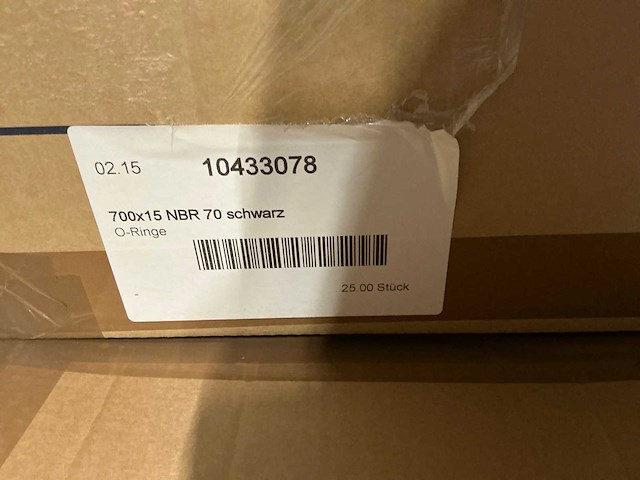 02.15 10433078
700x15 NBR 70 schwarz
O-Ringe
25.00 Stück